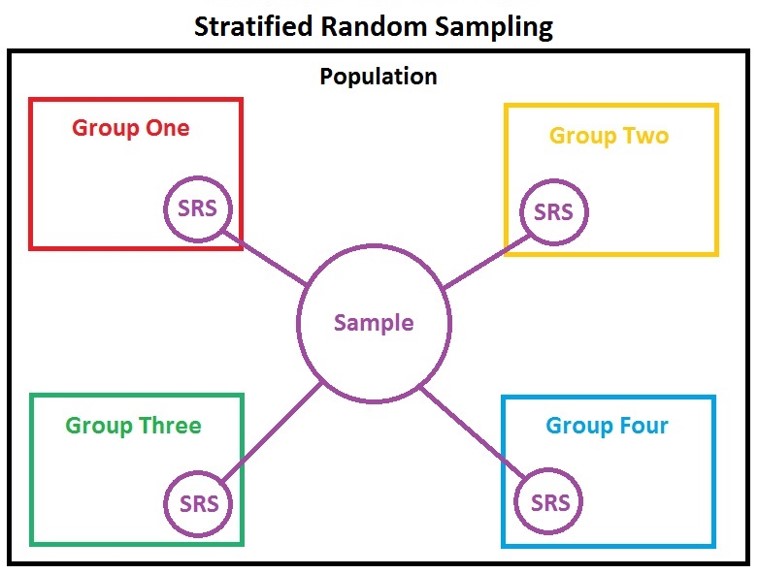 Stratified Random Sampling
Population
Group One
Group Two
SRS
SRS
Sample
Group Three
Group Four
SRS
SRS